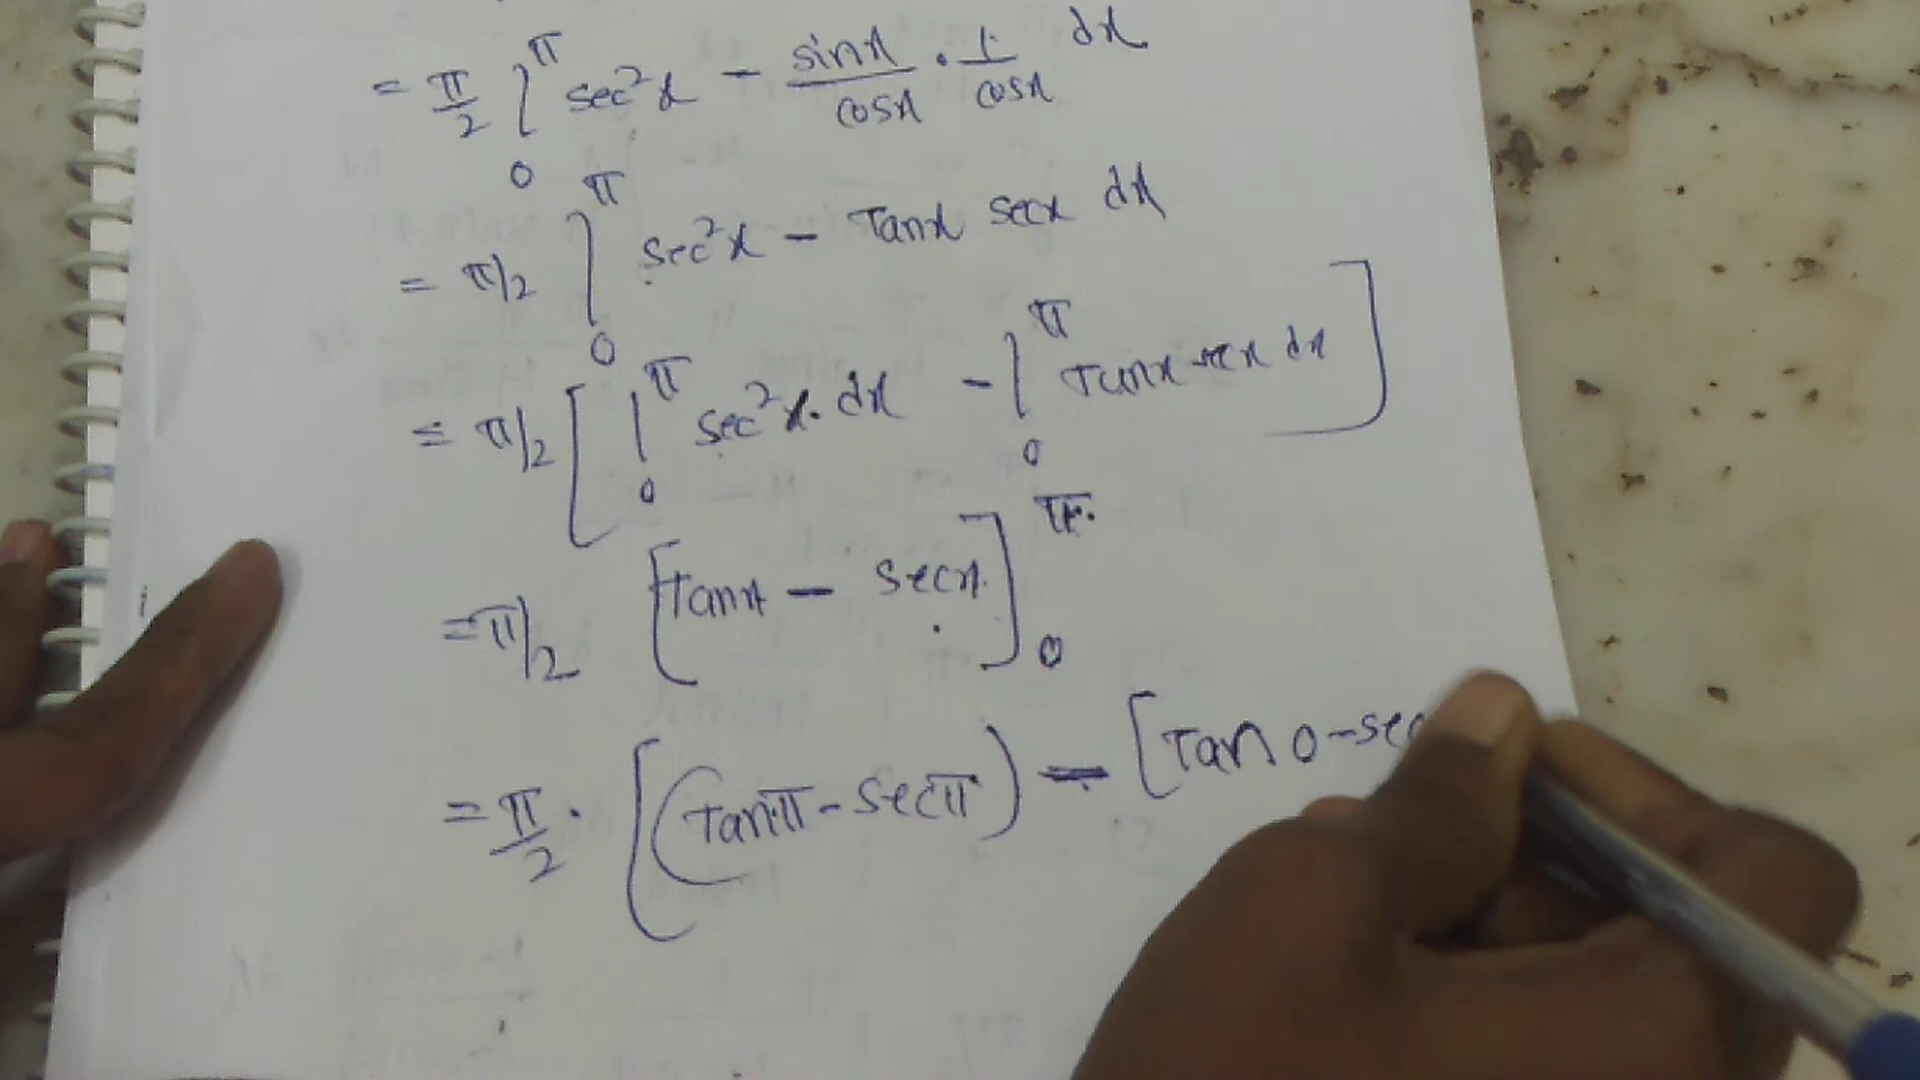 = π/2 ∫₀^π sec²x − sinx/cosx · 1/cosx dx
= π/2 ∫₀^π sec²x − Tanx secx dx
= π/2 [ ∫₀^π sec²x. dx − ∫₀^π Tanx secx dx ]
= π/2 [Tanx − secx]₀^π
= π/2 · [(Tanπ − secπ) − [Tan 0 − sec